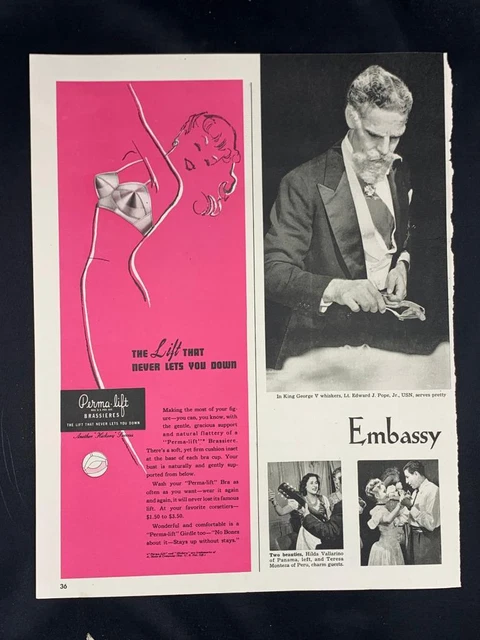 THE Lift THAT
NEVER LETS YOU DOWN
Perma·lift
BRASSIERES
THE LIFT THAT NEVER LETS YOU DOWN
Another "Hickory" Product
Making the most of your fig-
ure—you can, you know, with
the gentle, gracious support
and natural flattery of a
"Perma-lift"* Brassiere.
There's a soft, yet firm cushion inset
at the base of each bra cup. Your
bust is naturally and gently sup-
ported from below.
Wash your "Perma-lift" Bra as
often as you want—wear it again
and again, it will never lose its famous
lift. At your favorite corsetiers—
$1.50 to $3.50.
Wonderful and comfortable is a
"Perma-lift" Girdle too—"No Bones
about it—Stays up without stays."
36
In King George V whiskers, Lt. Edward J. Pope, Jr., USN, serves pretty
Embassy
Two beauties, Hilda Vallarino
of Panama, left, and Teresa
Montoza of Peru, charm guests.